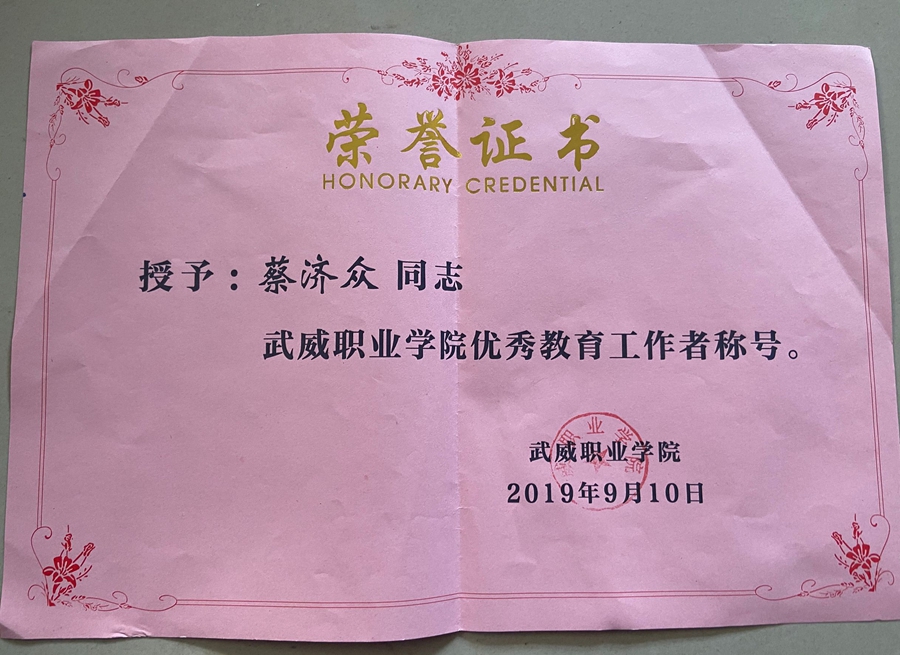 荣誉证书
HONORARY CREDENTIAL
授予：蔡济众 同志
武威职业学院优秀教育工作者称号。
武威职业学院
2019年9月10日